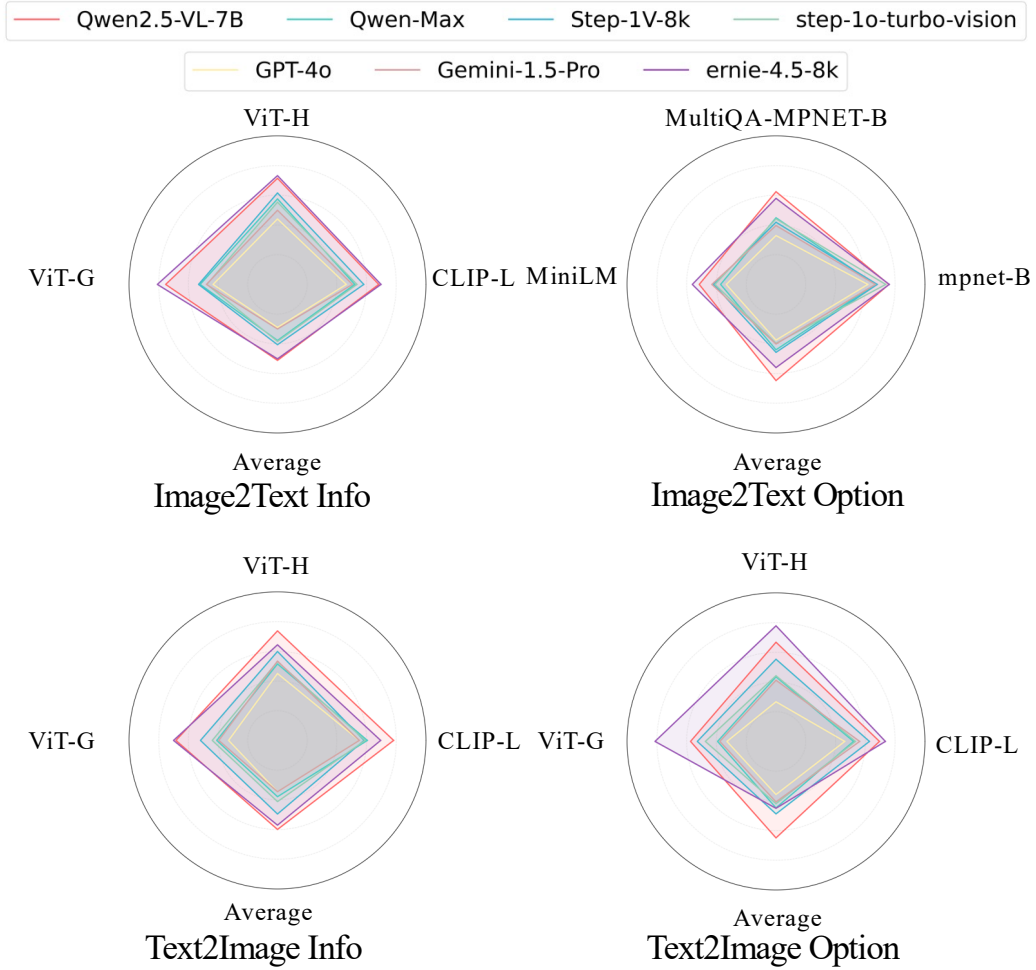 Qwen2.5-VL-7B Qwen-Max Step-1V-8k step-1o-turbo-vision
GPT-4o Gemini-1.5-Pro ernie-4.5-8k
ViT-H
ViT-G
CLIP-L
Average
Image2Text Info
MultiQA-MPNET-B
MiniLM
mpnet-B
Average
Image2Text Option
ViT-H
ViT-G
CLIP-L
Average
Text2Image Info
ViT-H
ViT-G
CLIP-L
Average
Text2Image Option